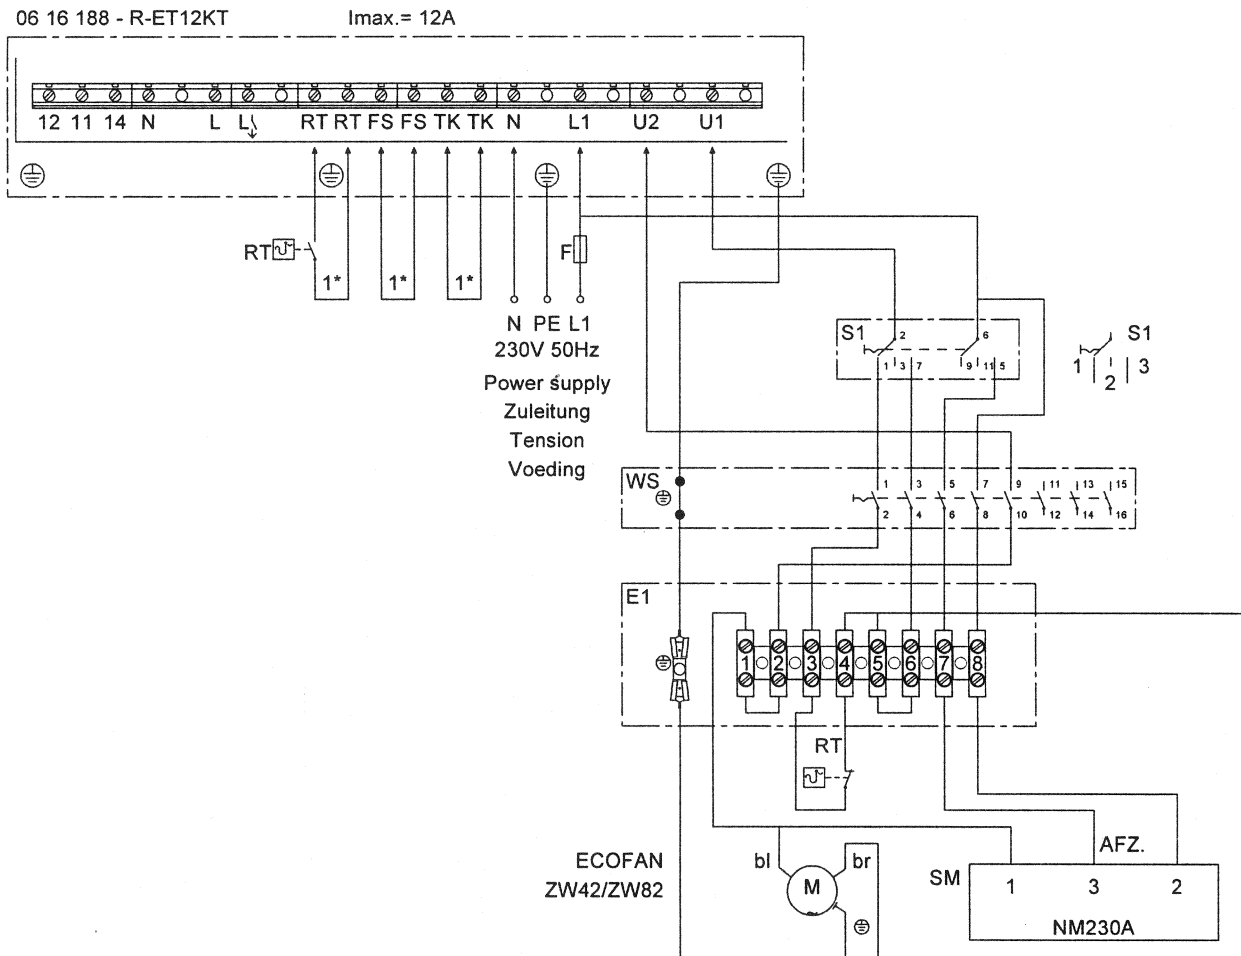 06 16 188 - R-ET12KT Imax.= 12A
12 11 14 N L L RT RT FS FS TK TK N L1 U2 U1
RT 1* 1* 1* F
N PE L1
230V 50Hz
Power supply
Zuleitung
Tension
Voeding
S1 2 6
1 3 7 9 11 5
S1
1 2 3
WS 1 3 5 7 9 11 13 15
2 4 6 8 10 12 14 16
E1
1 2 3 4 5 6 7 8
RT
ECOFAN
ZW42/ZW82
bl br
M
AFZ.
SM 1 3 2
NM230A